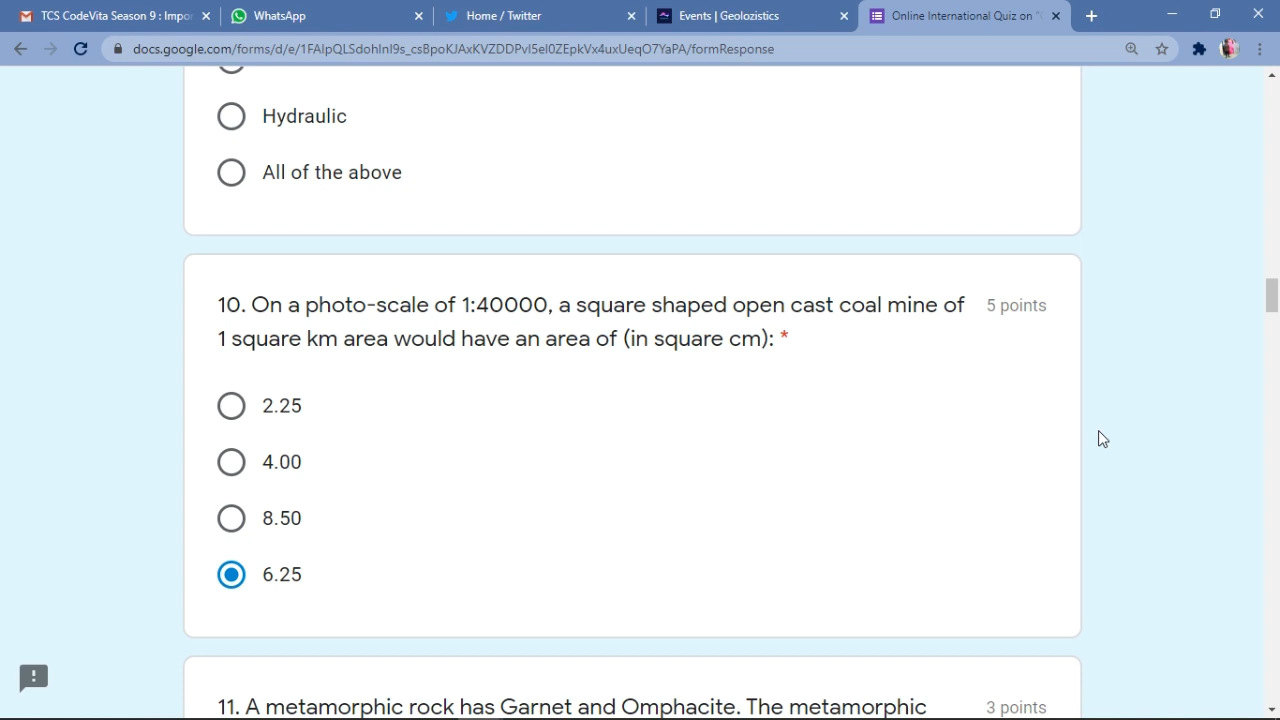 TCS CodeVita Season 9 : Impor
WhatsApp
Home / Twitter
Events | Geolozistics
Online International Quiz on "
docs.google.com/forms/d/e/1FAIpQLSdohInI9s_csBpoKJAxKVZDDPvI5eI0ZEpkVx4uxUeqO7YaPA/formResponse
Hydraulic
All of the above
10. On a photo-scale of 1:40000, a square shaped open cast coal mine of
5 points
1 square km area would have an area of (in square cm): *
2.25
4.00
8.50
6.25
11. A metamorphic rock has Garnet and Omphacite. The metamorphic
3 points